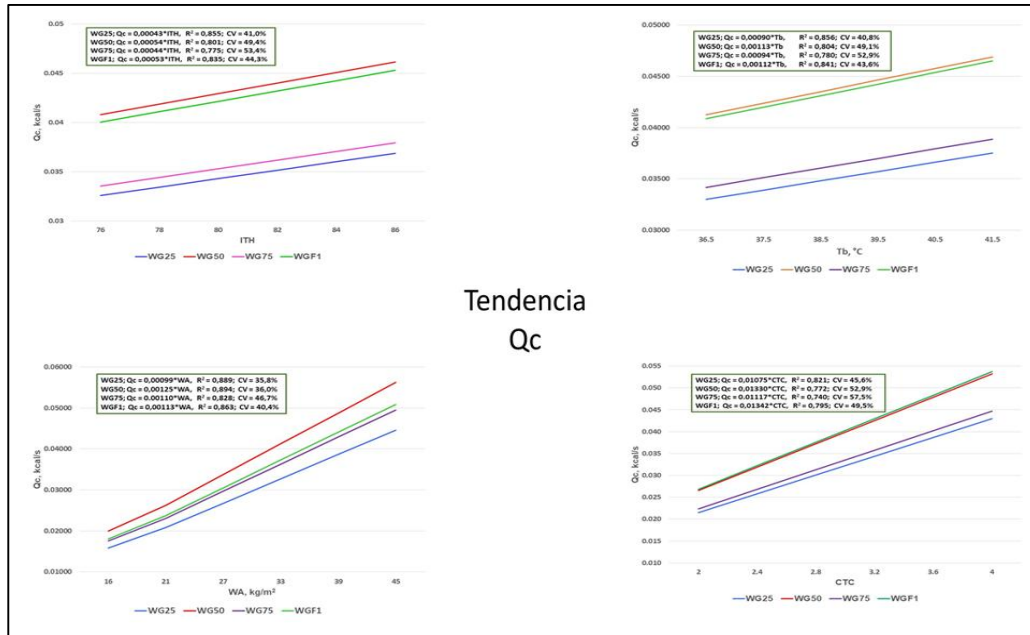 0.05
0.045
0.04
0.035
0.03
Qc, kcal/s
WG25; Qc = 0,00043*ITH, R² = 0,855; CV = 41,0%
WG50; Qc = 0,00054*ITH, R² = 0,801; CV = 49,4%
WG75; Qc = 0,00044*ITH, R² = 0,775; CV = 53,4%
WGF1; Qc = 0,00053*ITH, R² = 0,835; CV = 44,3%
76 78 80 82 84 86
ITH
WG25 WG50 WG75 WGF1
0.05000
0.04500
0.04000
0.03500
0.03000
Qc, kcal/s
WG25; Qc = 0,00090*Tb, R² = 0,856; CV = 40,8%
WG50; Qc = 0,00113*Tb, R² = 0,804; CV = 49,1%
WG75; Qc = 0,00094*Tb, R² = 0,780; CV = 52,9%
WGF1; Qc = 0,00112*Tb, R² = 0,841; CV = 43,6%
36.5 37.5 38.5 39.5 40.5 41.5
Tb, °C
WG25 WG50 WG75 WGF1
Tendencia
Qc
0.06000
0.05000
0.04000
0.03000
0.02000
0.01000
Qc, kcal/s
WG25; Qc = 0,00099*WA, R² = 0,889; CV = 35,8%
WG50; Qc = 0,00125*WA, R² = 0,894; CV = 36,0%
WG75; Qc = 0.00110*WA, R² = 0,828; CV = 46,7%
WGF1; Qc = 0,00113*WA, R² = 0,863; CV = 40,4%
16 21 27 33 39 45
WA, kg/m²
WG25 WG50 WG75 WGF1
0.055
0.050
0.045
0.040
0.035
0.030
0.025
0.020
0.015
0.010
Qc, kcal/s
WG25; Qc = 0,01075*CTC, R² = 0,821; CV = 45,6%
WG50; Qc = 0,01330*CTC, R² = 0,772; CV = 52,9%
WG75; Qc = 0,01117*CTC, R² = 0,740; CV = 57,5%
WGF1; Qc = 0,01342*CTC, R² = 0,795; CV = 49,5%
2 2.4 2.8 3.2 3.6 4
CTC
WG25 WG50 WG75 WGF1